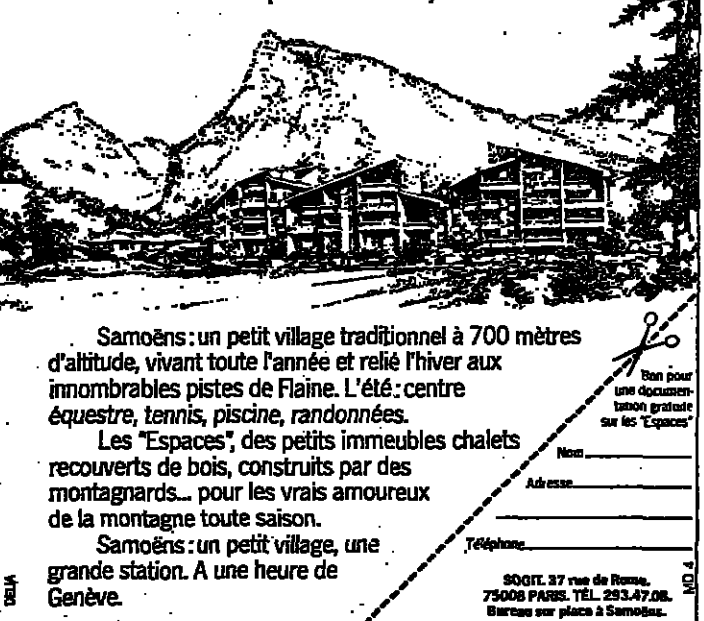 Samoëns : un petit village traditionnel à 700 mètres
d'altitude, vivant toute l'année et relié l'hiver aux
innombrables pistes de Flaine. L'été : centre
équestre, tennis, piscine, randonnées.
Les "Espaces", des petits immeubles chalets
recouverts de bois, construits par des
montagnards... pour les vrais amoureux
de la montagne toute saison.
Samoëns : un petit village, une
grande station. A une heure de
Genève.
Bon pour
une documen-
tation gratuite
sur les "Espaces"
Nom
Adresse
Téléphone
SOGIT. 37 rue de Rome.
75008 PARIS. TÉL. 293.47.08.
Bureau sur place à Samoëns.
MD 4